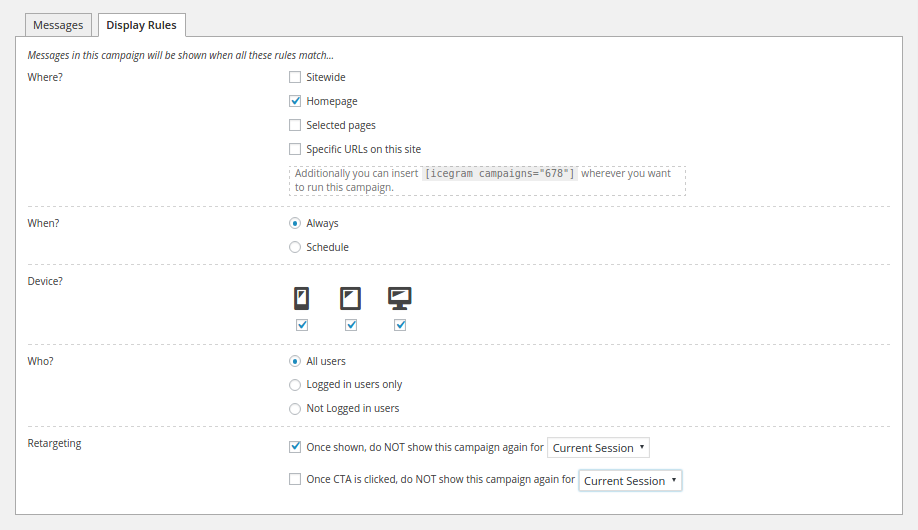 Messages
Display Rules
Messages in this campaign will be shown when all these rules match...
Where?
Sitewide
Homepage
Selected pages
Specific URLs on this site
Additionally you can insert [icegram campaigns="678"] wherever you want
to run this campaign.
When?
Always
Schedule
Device?
Who?
All users
Logged in users only
Not Logged in users
Retargeting
Once shown, do NOT show this campaign again for Current Session
Once CTA is clicked, do NOT show this campaign again for Current Session